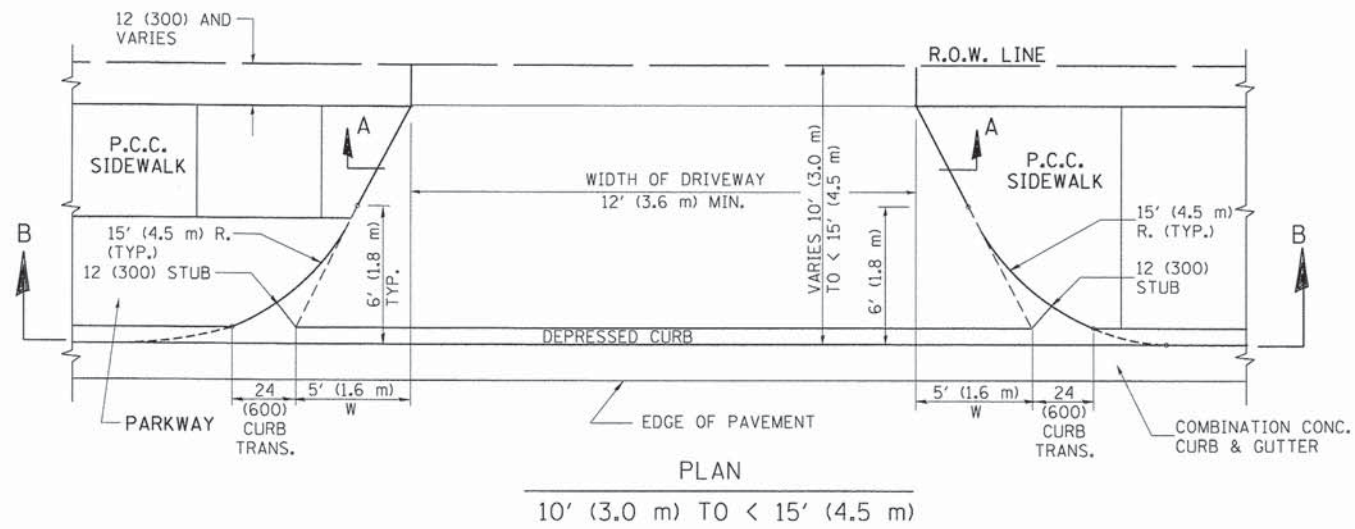 12 (300) AND
VARIES
R.O.W. LINE
A
A
P.C.C.
SIDEWALK
WIDTH OF DRIVEWAY
12' (3.6 m) MIN.
VARIES 10' (3.0 m)
TO < 15' (4.5 m)
P.C.C.
SIDEWALK
B
15' (4.5 m) R.
(TYP.)
12 (300) STUB
6' (1.8 m)
TYP.
6' (1.8 m)
15' (4.5 m)
R. (TYP.)
12 (300)
STUB
B
DEPRESSED CURB
PARKWAY
24
(600)
CURB
TRANS.
5' (1.6 m)
W
EDGE OF PAVEMENT
5' (1.6 m)
W
24
(600)
CURB
TRANS.
COMBINATION CONC.
CURB & GUTTER
PLAN
10' (3.0 m) TO < 15' (4.5 m)